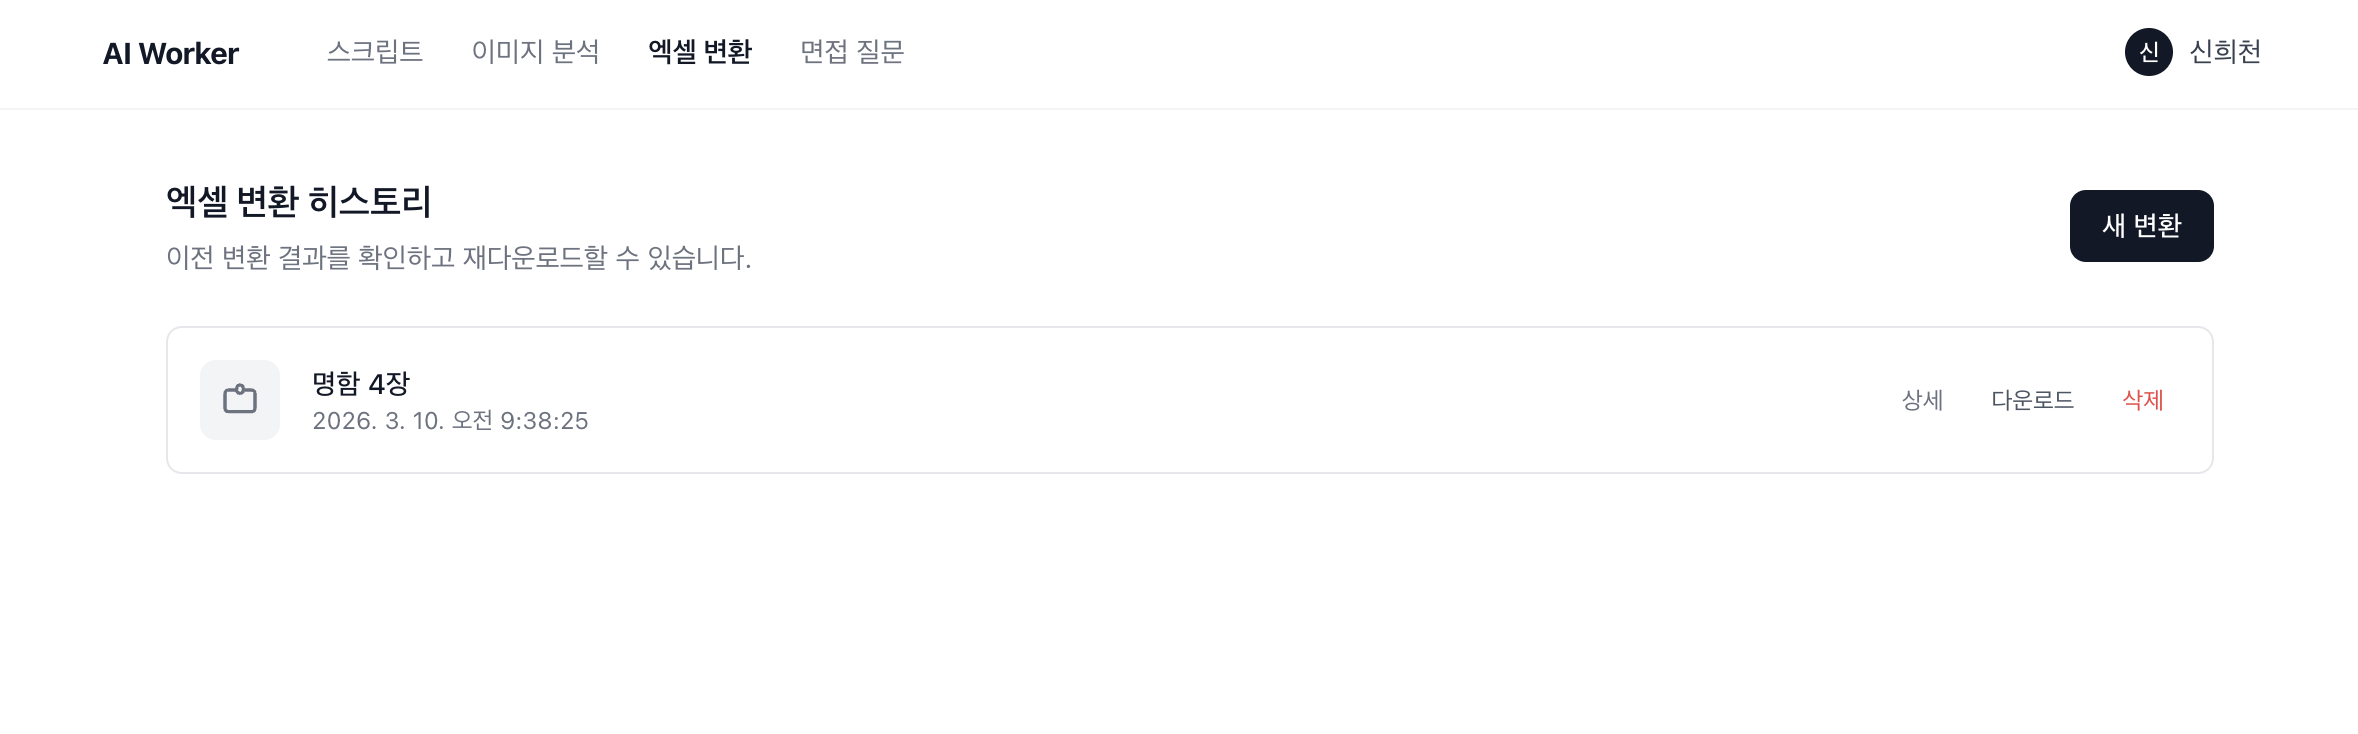 AI Worker 스크립트 이미지 분석 엑셀 변환 면접 질문 신 신희천
엑셀 변환 히스토리
이전 변환 결과를 확인하고 재다운로드할 수 있습니다.
새 변환
명함 4장
2026. 3. 10. 오전 9:38:25
상세 다운로드 삭제